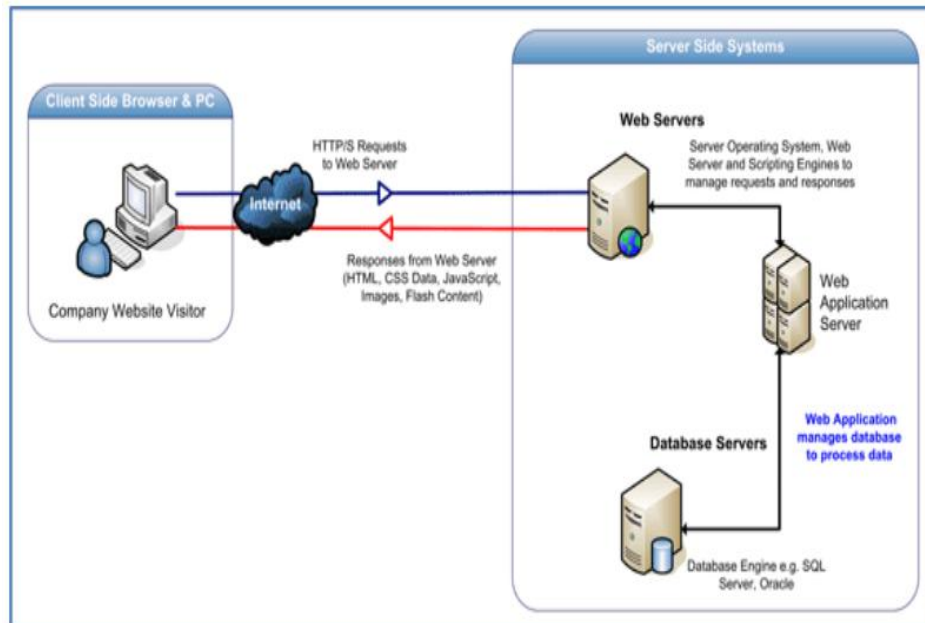 Server Side Systems
Client Side Browser & PC
HTTP/S Requests
to Web Server
Internet
Responses from Web Server
(HTML, CSS Data, JavaScript,
Images, Flash Content)
Company Website Visitor
Web Servers
Server Operating System, Web
Server and Scripting Engines to
manage requests and responses
Web
Application
Server
Web Application
manages database
to process data
Database Servers
Database Engine e.g. SQL
Server, Oracle